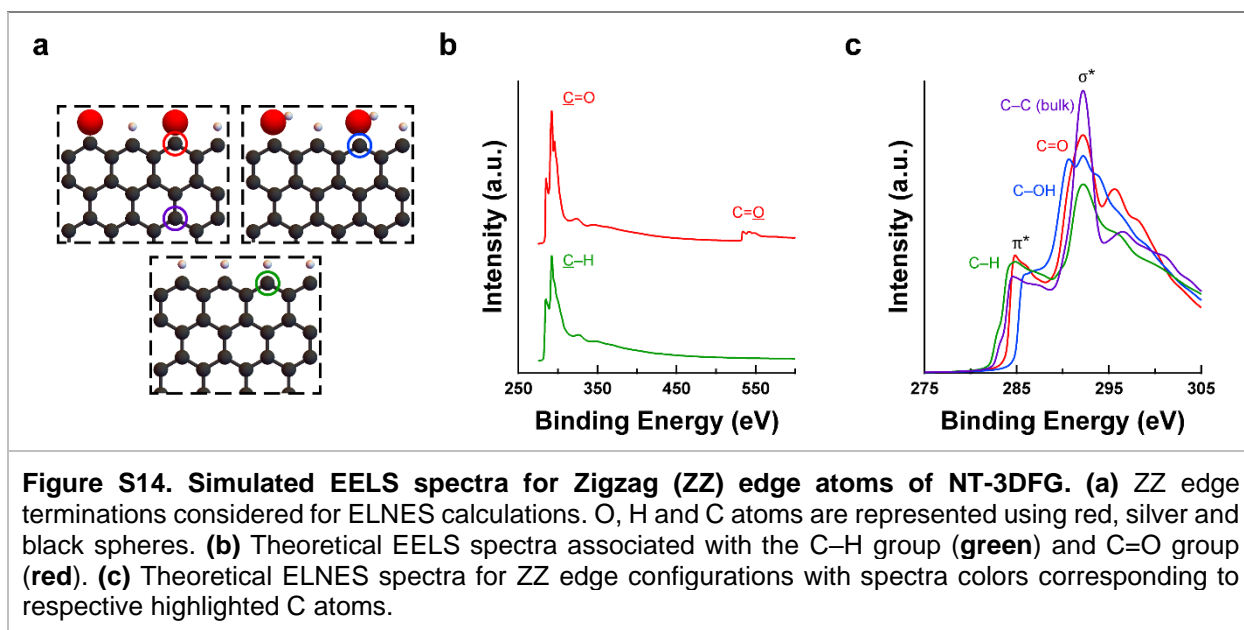 a
b
c
C=O
C=O
C–H
Intensity (a.u.)
250
350
450
550
Binding Energy (eV)
σ*
C–C (bulk)
C=O
C–OH
π*
C–H
Intensity (a.u.)
275
285
295
305
Binding Energy (eV)
Figure S14. Simulated EELS spectra for Zigzag (ZZ) edge atoms of NT-3DFG. (a) ZZ edge
terminations considered for ELNES calculations. O, H and C atoms are represented using red, silver and
black spheres. (b) Theoretical EELS spectra associated with the C–H group (green) and C=O group
(red). (c) Theoretical ELNES spectra for ZZ edge configurations with spectra colors corresponding to
respective highlighted C atoms.